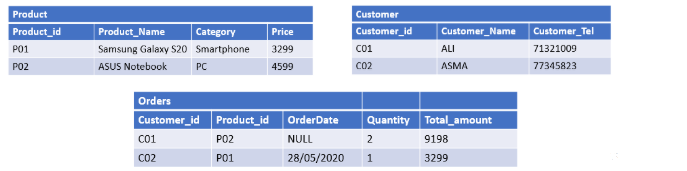 Product
Product_id Product_Name Category Price
P01 Samsung Galaxy S20 Smartphone 3299
P02 ASUS Notebook PC 4599
Customer
Customer_id Customer_Name Customer_Tel
C01 ALI 71321009
C02 ASMA 77345823
Orders
Customer_id Product_id OrderDate Quantity Total_amount
C01 P02 NULL 2 9198
C02 P01 28/05/2020 1 3299